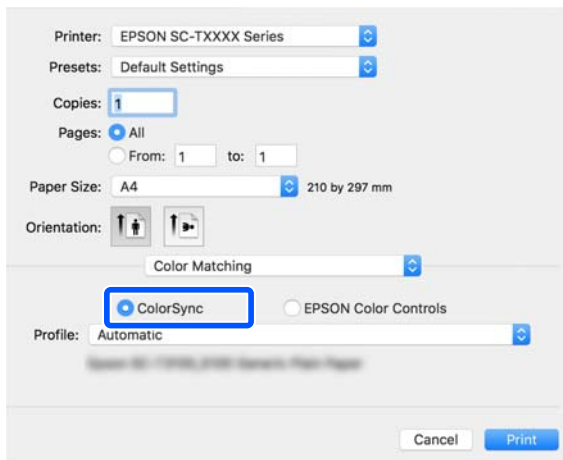 Printer: EPSON SC-TXXXX Series
Presets: Default Settings
Copies: 1
Pages: All
From: 1 to: 1
Paper Size: A4 210 by 297 mm
Orientation:
Color Matching
ColorSync EPSON Color Controls
Profile: Automatic
Cancel Print